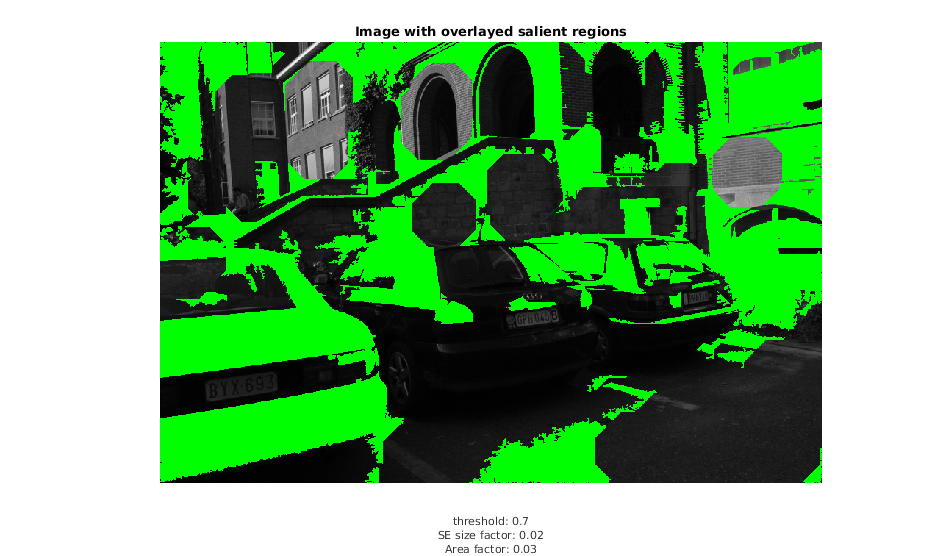 Image with overlayed salient regions
BYX-693
threshold: 0.7
SE size factor: 0.02
Area factor: 0.03